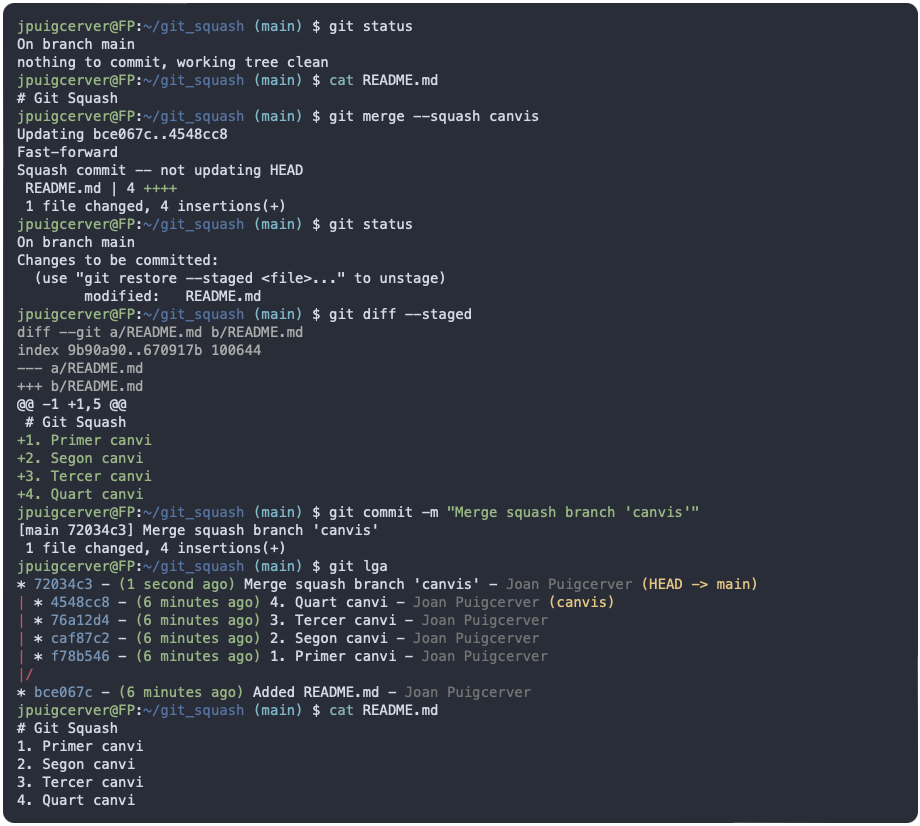 jpuigcerver@FP:~/git_squash (main) $ git status
On branch main
nothing to commit, working tree clean
jpuigcerver@FP:~/git_squash (main) $ cat README.md
# Git Squash
jpuigcerver@FP:~/git_squash (main) $ git merge --squash canvis
Updating bce067c..4548cc8
Fast-forward
Squash commit -- not updating HEAD
 README.md | 4 ++++
 1 file changed, 4 insertions(+)
jpuigcerver@FP:~/git_squash (main) $ git status
On branch main
Changes to be committed:
  (use "git restore --staged <file>..." to unstage)
        modified:   README.md
jpuigcerver@FP:~/git_squash (main) $ git diff --staged
diff --git a/README.md b/README.md
index 9b90a90..670917b 100644
--- a/README.md
+++ b/README.md
@@ -1 +1,5 @@
 # Git Squash
+1. Primer canvi
+2. Segon canvi
+3. Tercer canvi
+4. Quart canvi
jpuigcerver@FP:~/git_squash (main) $ git commit -m "Merge squash branch 'canvis'"
[main 72034c3] Merge squash branch 'canvis'
 1 file changed, 4 insertions(+)
jpuigcerver@FP:~/git_squash (main) $ git lga
* 72034c3 - (1 second ago) Merge squash branch 'canvis' - Joan Puigcerver (HEAD -> main)
| * 4548cc8 - (6 minutes ago) 4. Quart canvi - Joan Puigcerver (canvis)
| * 76a12d4 - (6 minutes ago) 3. Tercer canvi - Joan Puigcerver
| * caf87c2 - (6 minutes ago) 2. Segon canvi - Joan Puigcerver
| * f78b546 - (6 minutes ago) 1. Primer canvi - Joan Puigcerver
|/
* bce067c - (6 minutes ago) Added README.md - Joan Puigcerver
jpuigcerver@FP:~/git_squash (main) $ cat README.md
# Git Squash
1. Primer canvi
2. Segon canvi
3. Tercer canvi
4. Quart canvi